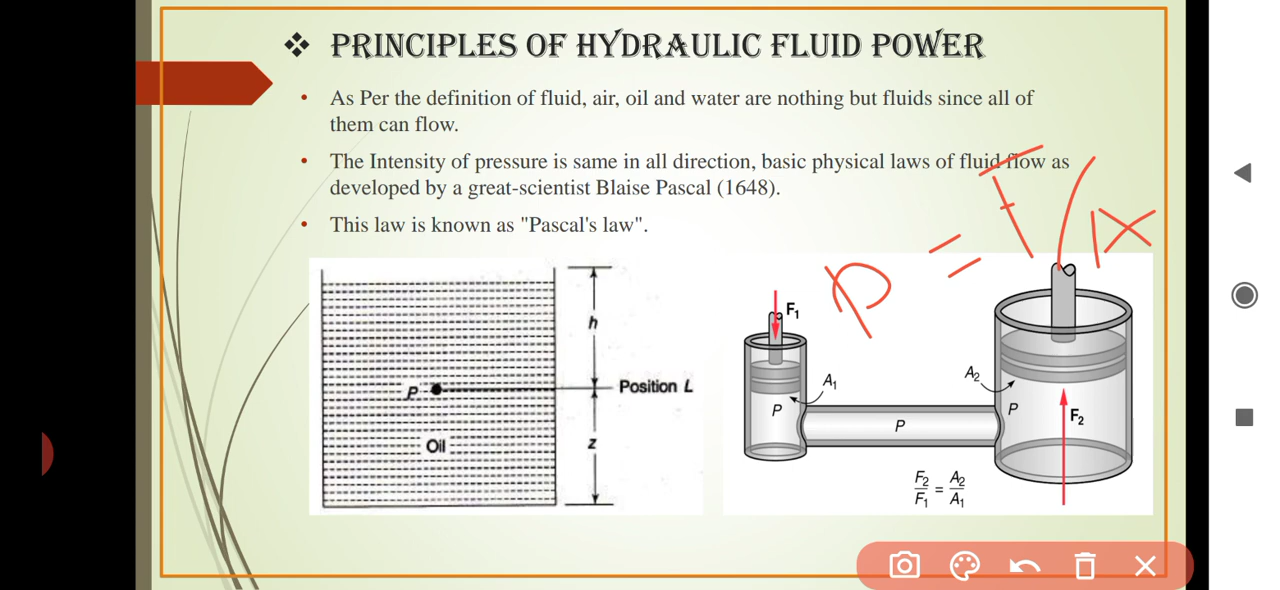 ❖ PRINCIPLES OF HYDRAULIC FLUID POWER
• As Per the definition of fluid, air, oil and water are nothing but fluids since all of
them can flow.
• The Intensity of pressure is same in all direction, basic physical laws of fluid flow as
developed by a great-scientist Blaise Pascal (1648).
• This law is known as "Pascal's law".
h
P
Position L
Oil
z
P =
F₁
A₁
A₂
P
P
P
F₂
F₂/F₁ = A₂/A₁